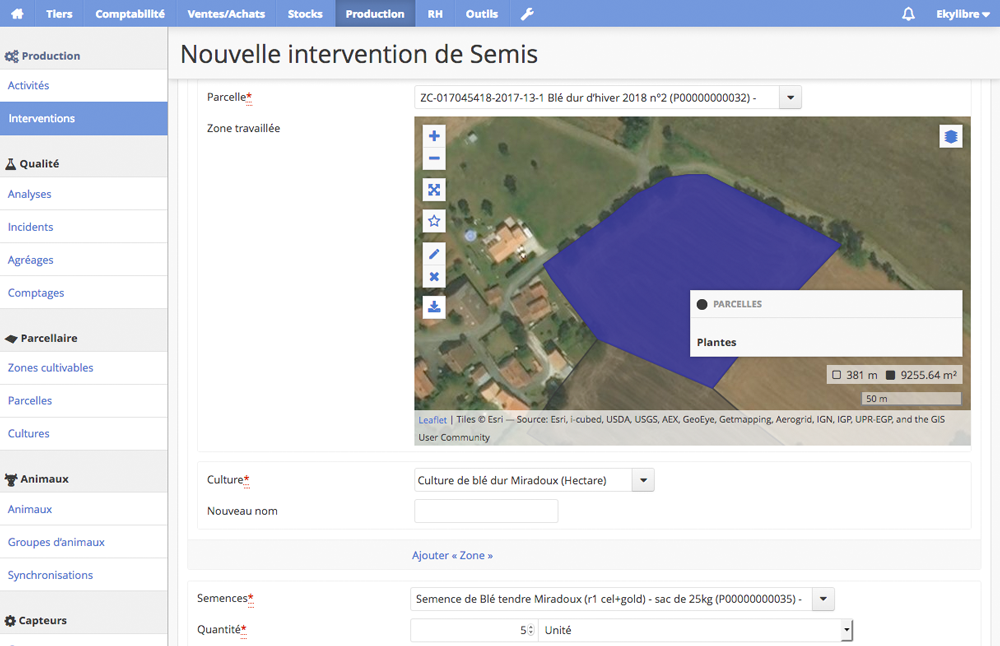 Tiers Comptabilité Ventes/Achats Stocks Production RH Outils Ekylibre
Production
Activités
Interventions
Qualité
Analyses
Incidents
Agréages
Comptages
Parcellaire
Zones cultivables
Parcelles
Cultures
Animaux
Animaux
Groupes d'animaux
Synchronisations
Capteurs
Nouvelle intervention de Semis
Parcelle* ZC-017045418-2017-13-1 Blé dur d'hiver 2018 n°2 (P00000000032) -
Zone travaillée
PARCELLES
Plantes
381 m 9255.64 m²
50 m
Leaflet | Tiles © Esri — Source: Esri, i-cubed, USDA, USGS, AEX, GeoEye, Getmapping, Aerogrid, IGN, IGP, UPR-EGP, and the GIS
User Community
Culture* Culture de blé dur Miradoux (Hectare)
Nouveau nom
Ajouter « Zone »
Semences* Semence de Blé tendre Miradoux (r1 cel+gold) - sac de 25kg (P00000000035) -
Quantité* 5 Unité